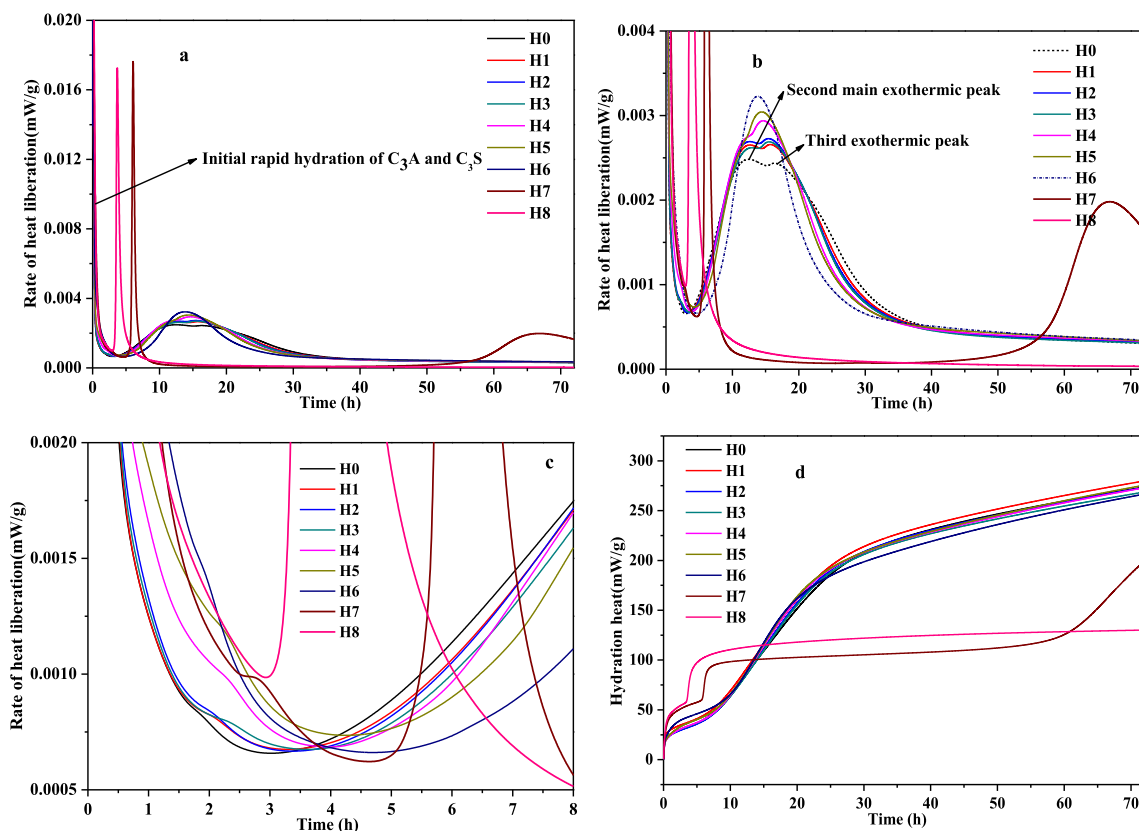 a
0.020
0.016
0.012
0.008
0.004
0.000
Rate of heat liberation(mW/g)
H0
H1
H2
H3
H4
H5
H6
H7
H8
Initial rapid hydration of C3A and C3S
0 10 20 30 40 50 60 70
Time (h)
b
0.004
0.003
0.002
0.001
0.000
Rate of heat liberation(mW/g)
H0
H1
H2
H3
H4
H5
H6
H7
H8
Second main exothermic peak
Third exothermic peak
0 10 20 30 40 50 60 70
Time (h)
c
0.0020
0.0015
0.0010
0.0005
Rate of heat liberation(mW/g)
H0
H1
H2
H3
H4
H5
H6
H7
H8
0 1 2 3 4 5 6 7 8
Time (h)
d
300
250
200
150
100
50
0
Hydration heat(mW/g)
H0
H1
H2
H3
H4
H5
H6
H7
H8
0 10 20 30 40 50 60 70
Time (h)